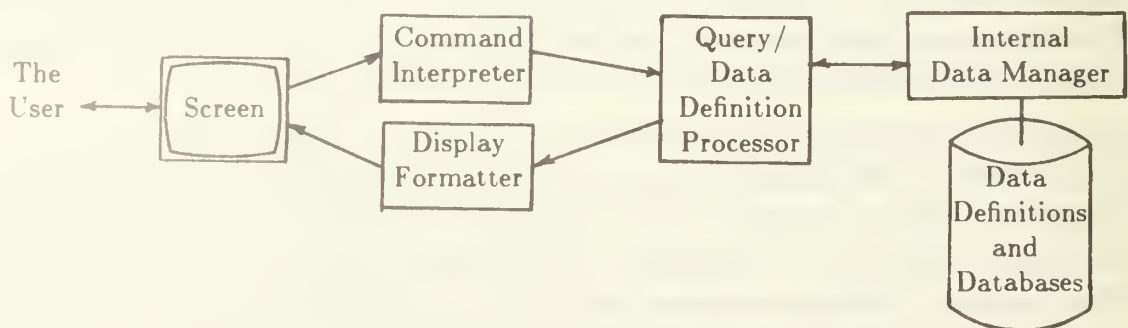 The
User
Screen
Command
Interpreter
Display
Formatter
Query/
Data
Definition
Processor
Internal
Data Manager
Data
Definitions
and
Databases